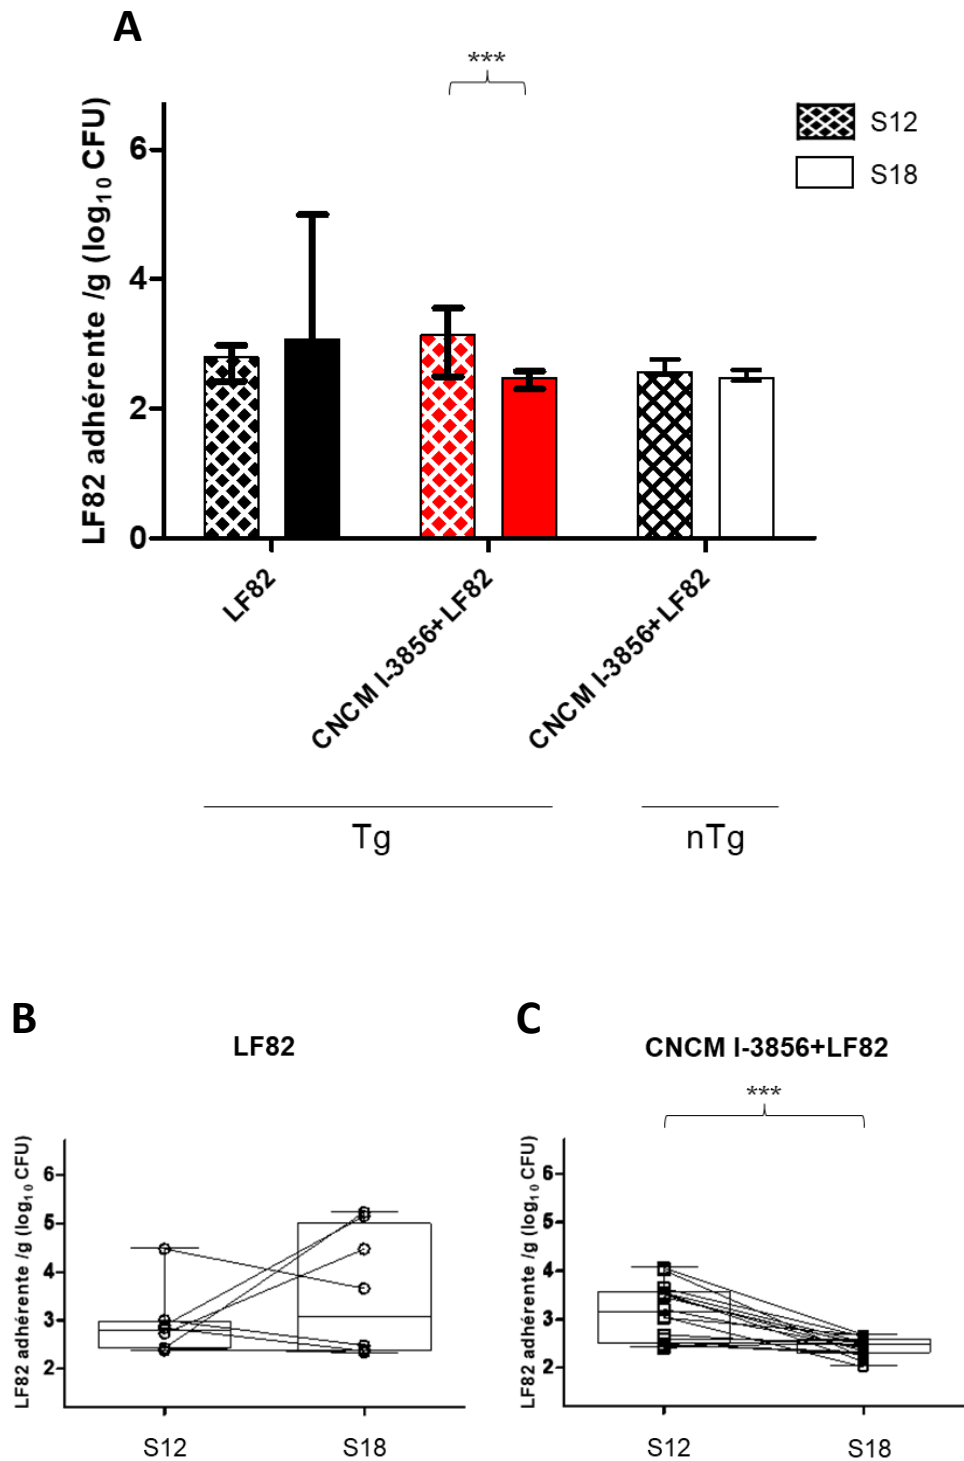 A
***
S12
S18
LF82 adhérente /g (log10 CFU)
6
4
2
0
LF82
CNCM I-3856+LF82
CNCM I-3856+LF82
Tg
nTg
B
LF82
LF82 adhérente /g (log10 CFU)
6
5
4
3
2
S12
S18
C
CNCM I-3856+LF82
***
LF82 adhérente /g (log10 CFU)
6
5
4
3
2
S12
S18